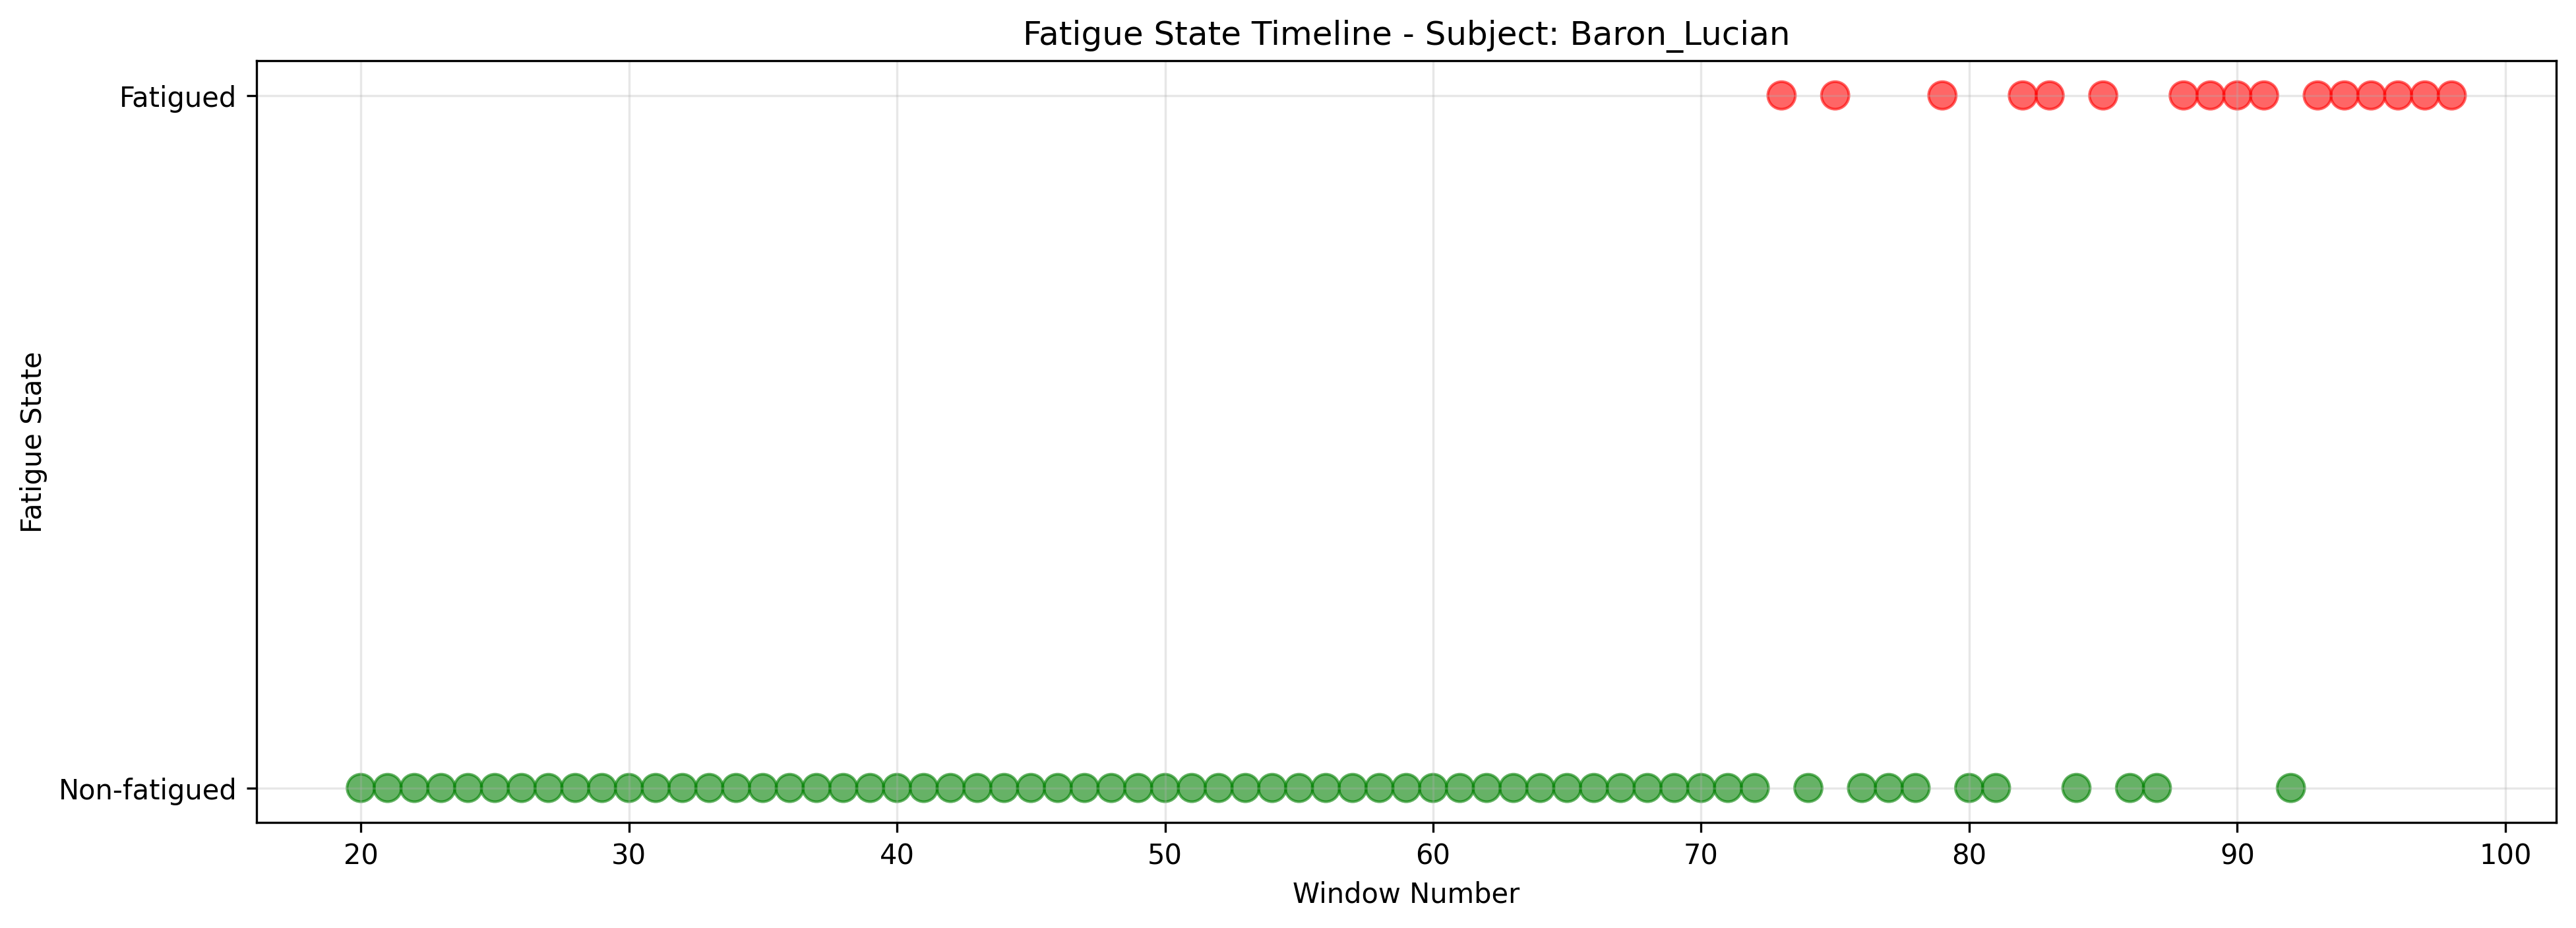 Fatigue State Timeline - Subject: Baron_Lucian
Fatigued
Fatigue State
Non-fatigued
20 30 40 50 60 70 80 90 100
Window Number